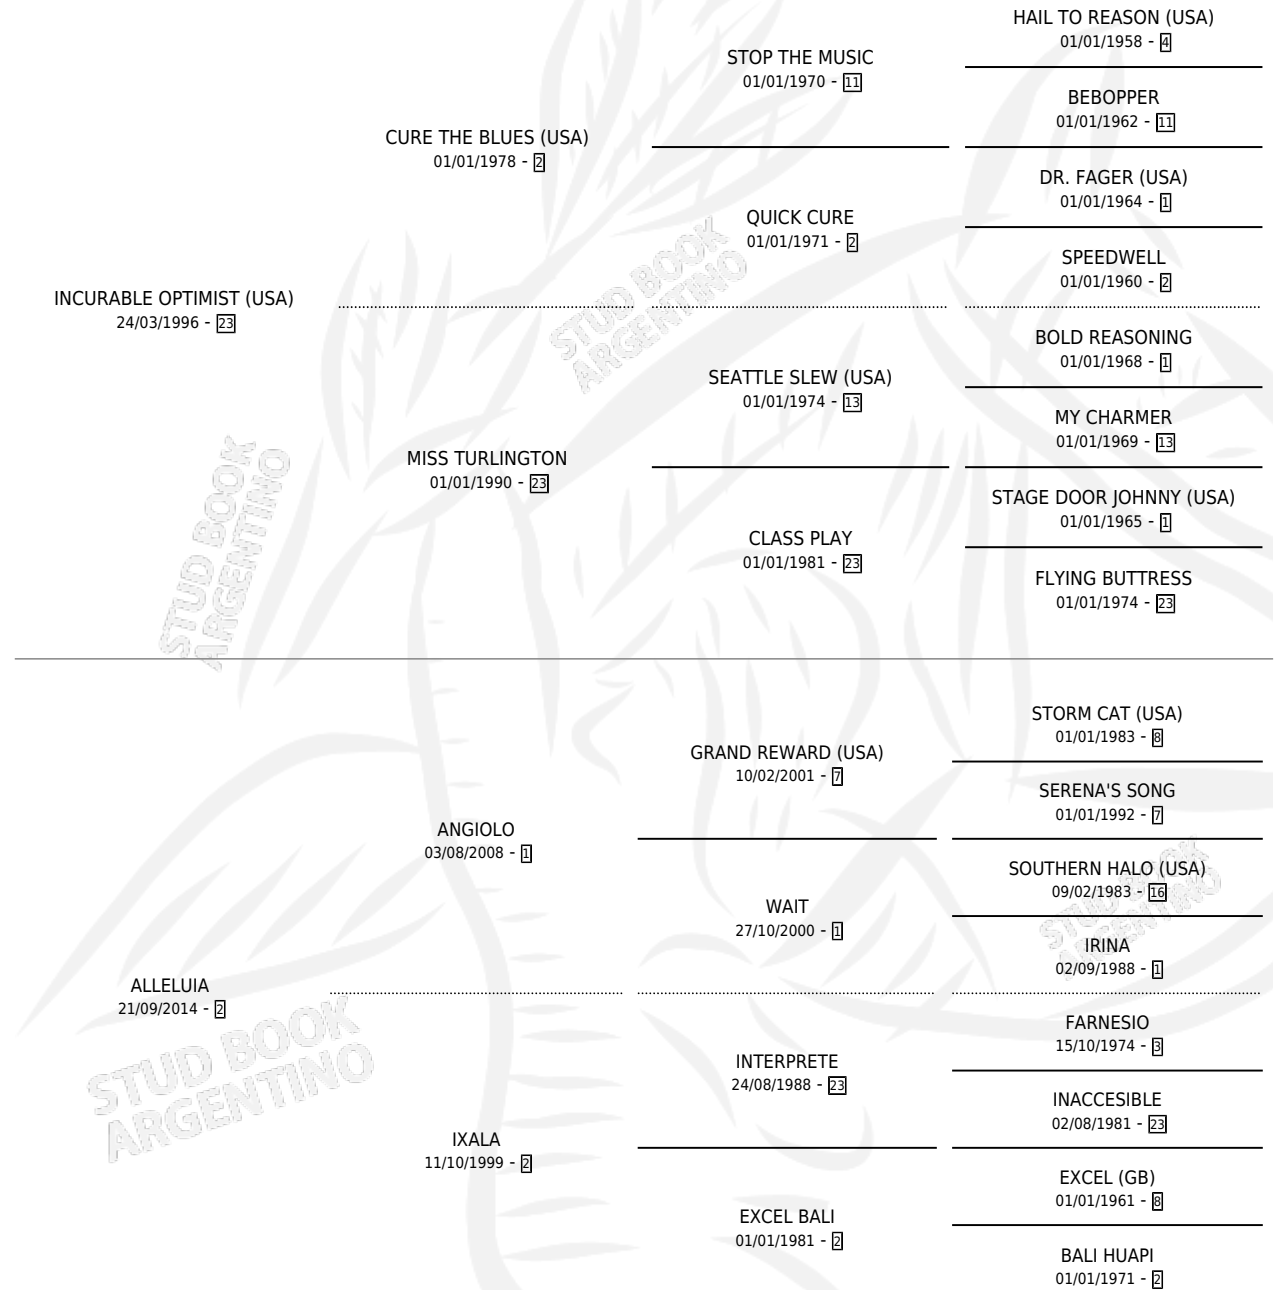 HAIL TO REASON (USA)
01/01/1958 - 4
STOP THE MUSIC
01/01/1970 - 11
BEBOPPER
01/01/1962 - 11
CURE THE BLUES (USA)
01/01/1978 - 2
DR. FAGER (USA)
01/01/1964 - 1
QUICK CURE
01/01/1971 - 2
SPEEDWELL
01/01/1960 - 2
INCURABLE OPTIMIST (USA)
24/03/1996 - 23
BOLD REASONING
01/01/1968 - 1
SEATTLE SLEW (USA)
01/01/1974 - 13
MY CHARMER
01/01/1969 - 13
MISS TURLINGTON
01/01/1990 - 23
STAGE DOOR JOHNNY (USA)
01/01/1965 - 1
CLASS PLAY
01/01/1981 - 23
FLYING BUTTRESS
01/01/1974 - 23
STORM CAT (USA)
01/01/1983 - 8
GRAND REWARD (USA)
10/02/2001 - 7
SERENA'S SONG
01/01/1992 - 7
ANGIOLO
03/08/2008 - 1
SOUTHERN HALO (USA)
09/02/1983 - 16
WAIT
27/10/2000 - 1
IRINA
02/09/1988 - 1
ALLELUIA
21/09/2014 - 2
FARNESIO
15/10/1974 - 3
INTERPRETE
24/08/1988 - 23
INACCESIBLE
02/08/1981 - 23
IXALA
11/10/1999 - 2
EXCEL (GB)
01/01/1961 - 8
EXCEL BALI
01/01/1981 - 2
BALI HUAPI
01/01/1971 - 2
STUD BOOK
ARGENTINO
STUD BOOK
ARGENTINO
STUD BOOK
ARGENTINO
STUD BOOK
ARGENTINO